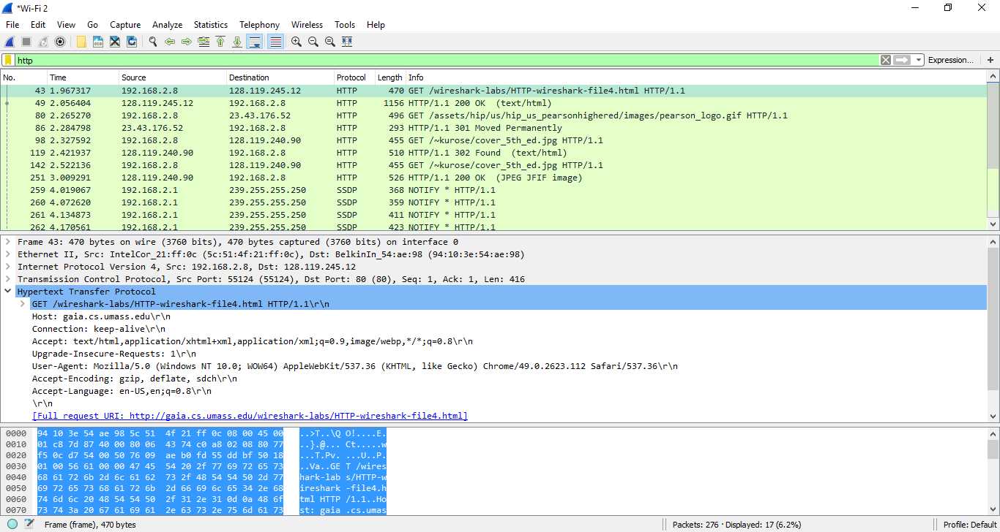 *Wi-Fi 2
File Edit View Go Capture Analyze Statistics Telephony Wireless Tools Help
http Expression... +
No. Time Source Destination Protocol Length Info
43 1.967317 192.168.2.8 128.119.245.12 HTTP 470 GET /wireshark-labs/HTTP-wireshark-file4.html HTTP/1.1
49 2.056404 128.119.245.12 192.168.2.8 HTTP 1156 HTTP/1.1 200 OK (text/html)
80 2.265270 192.168.2.8 23.43.176.52 HTTP 496 GET /assets/hip/us/hip_us_pearsonhighered/images/pearson_logo.gif HTTP/1.1
86 2.284798 23.43.176.52 192.168.2.8 HTTP 293 HTTP/1.1 301 Moved Permanently
98 2.327592 192.168.2.8 128.119.240.90 HTTP 455 GET /~kurose/cover_5th_ed.jpg HTTP/1.1
119 2.421937 128.119.240.90 192.168.2.8 HTTP 510 HTTP/1.1 302 Found (text/html)
142 2.522136 192.168.2.8 128.119.240.90 HTTP 455 GET /~kurose/cover_5th_ed.jpg HTTP/1.1
251 3.009291 128.119.240.90 192.168.2.8 HTTP 526 HTTP/1.1 200 OK (JPEG JFIF image)
259 4.019067 192.168.2.1 239.255.255.250 SSDP 368 NOTIFY * HTTP/1.1
260 4.072620 192.168.2.1 239.255.255.250 SSDP 359 NOTIFY * HTTP/1.1
261 4.134873 192.168.2.1 239.255.255.250 SSDP 411 NOTIFY * HTTP/1.1
262 4.170561 192.168.2.1 239.255.255.250 SSDP 423 NOTIFY * HTTP/1.1
Frame 43: 470 bytes on wire (3760 bits), 470 bytes captured (3760 bits) on interface 0
Ethernet II, Src: IntelCor_21:ff:0c (5c:51:4f:21:ff:0c), Dst: BelkinIn_54:ae:98 (94:10:3e:54:ae:98)
Internet Protocol Version 4, Src: 192.168.2.8, Dst: 128.119.245.12
Transmission Control Protocol, Src Port: 55124 (55124), Dst Port: 80 (80), Seq: 1, Ack: 1, Len: 416
Hypertext Transfer Protocol
GET /wireshark-labs/HTTP-wireshark-file4.html HTTP/1.1\r\n
Host: gaia.cs.umass.edu\r\n
Connection: keep-alive\r\n
Accept: text/html,application/xhtml+xml,application/xml;q=0.9,image/webp,*/*;q=0.8\r\n
Upgrade-Insecure-Requests: 1\r\n
User-Agent: Mozilla/5.0 (Windows NT 10.0; WOW64) AppleWebKit/537.36 (KHTML, like Gecko) Chrome/49.0.2623.112 Safari/537.36\r\n
Accept-Encoding: gzip, deflate, sdch\r\n
Accept-Language: en-US,en;q=0.8\r\n
\r\n
[Full request URI: http://gaia.cs.umass.edu/wireshark-labs/HTTP-wireshark-file4.html]
0000 94 10 3e 54 ae 98 5c 51 4f 21 ff 0c 08 00 45 00 ..>T..\Q O!....E.
0010 01 c8 7d 87 40 00 80 06 43 74 c0 a8 02 08 80 77 ..}.@... Ct.....w
0020 f5 0c d7 54 00 50 76 09 ae b0 fd 55 dd bf 50 18 ...T.Pv. ...U..P.
0030 01 00 56 61 00 00 47 45 54 20 2f 77 69 72 65 73 ..Va..GE T /wires
0040 68 61 72 6b 2d 6c 61 62 73 2f 48 54 54 50 2d 77 hark-lab s/HTTP-w
0050 69 72 65 73 68 61 72 6b 2d 66 69 6c 65 34 2e 68 ireshark -file4.h
0060 74 6d 6c 20 48 54 54 50 2f 31 2e 31 0d 0a 48 6f tml HTTP /1.1..Ho
0070 73 74 3a 20 67 61 69 61 2e 63 73 2e 75 6d 61 73 st: gaia .cs.umas
Frame (frame), 470 bytes Packets: 276 · Displayed: 17 (6.2%) Profile: Default